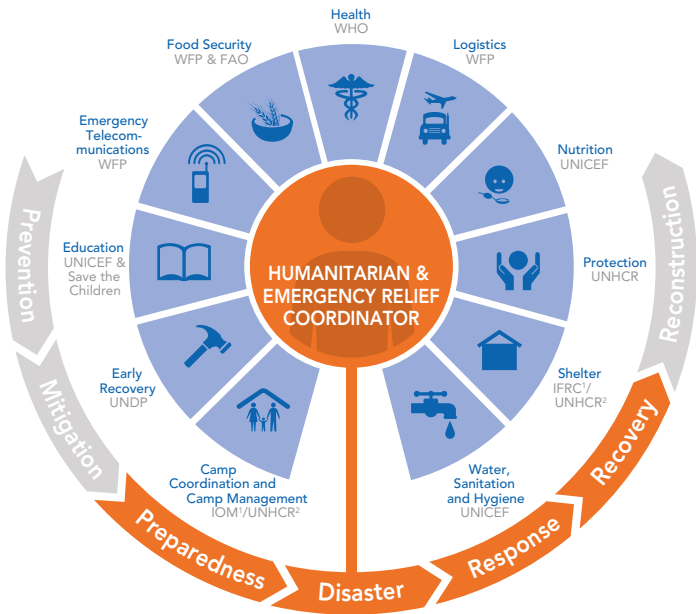 Health
WHO
Food Security
WFP & FAO
Logistics
WFP
Emergency
Telecom-
munications
WFP
Nutrition
UNICEF
Education
UNICEF &
Save the
Children
Protection
UNHCR
HUMANITARIAN &
EMERGENCY RELIEF
COORDINATOR
Early
Recovery
UNDP
Shelter
IFRC¹/
UNHCR²
Camp
Coordination and
Camp Management
IOM¹/UNHCR²
Water,
Sanitation
and Hygiene
UNICEF
Prevention
Mitigation
Preparedness
Disaster
Response
Recovery
Reconstruction